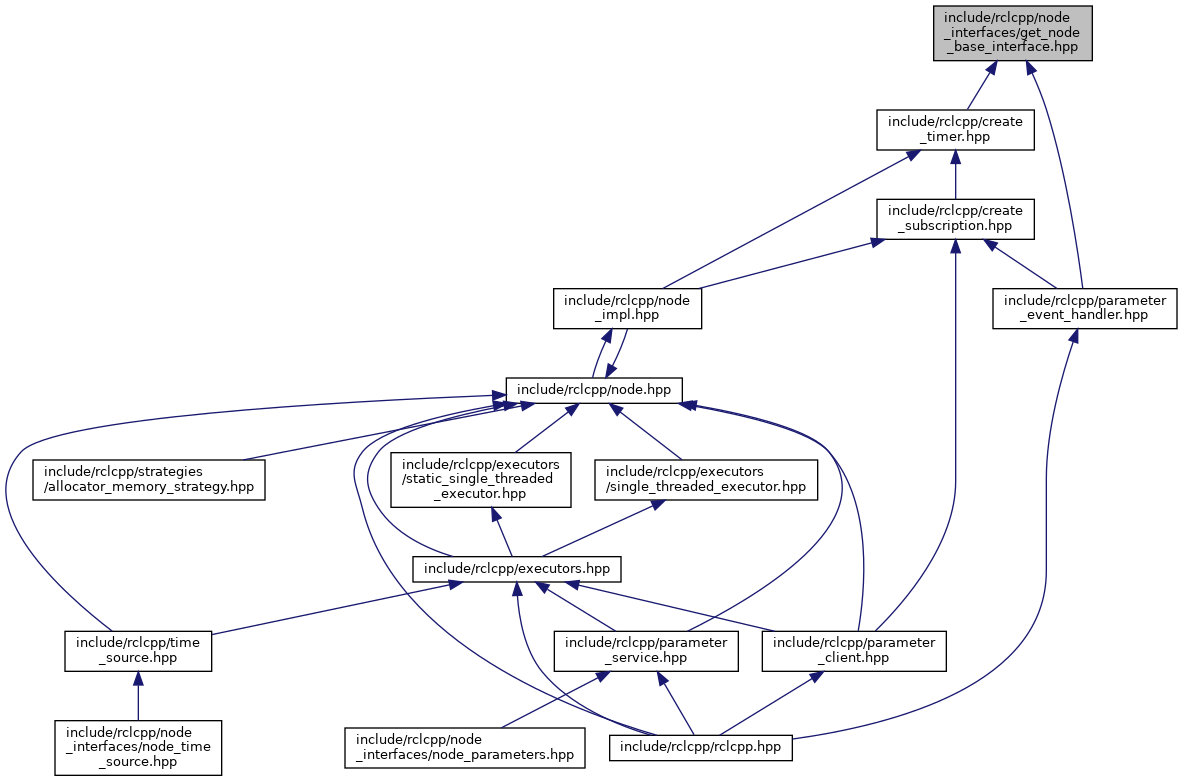 include/rclcpp/node
_interfaces/get_node
_base_interface.hpp
include/rclcpp/create
_timer.hpp
include/rclcpp/create
_subscription.hpp
include/rclcpp/node
_impl.hpp
include/rclcpp/parameter
_event_handler.hpp
include/rclcpp/node.hpp
include/rclcpp/strategies
/allocator_memory_strategy.hpp
include/rclcpp/executors
/static_single_threaded
_executor.hpp
include/rclcpp/executors
/single_threaded_executor.hpp
include/rclcpp/executors.hpp
include/rclcpp/time
_source.hpp
include/rclcpp/parameter
_service.hpp
include/rclcpp/parameter
_client.hpp
include/rclcpp/node
_interfaces/node_time
_source.hpp
include/rclcpp/node
_interfaces/node_parameters.hpp
include/rclcpp/rclcpp.hpp